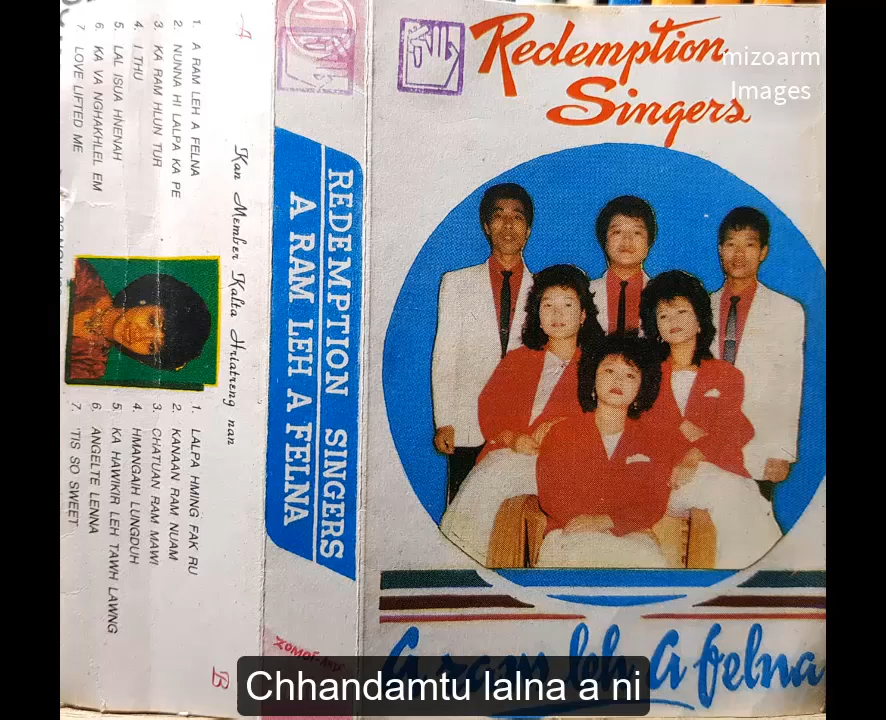 Redemption
Singers
mizoarm
Images
A ram leh A felna
REDEMPTION SINGERS
A RAM LEH A FELNA
A
1. A RAM LEH A FELNA
2. NUNNA HI LALPA KA PE
3. KA RAM HLUN TUR
4. I THU
5. LAL ISUA HNENAH
6. KA VA NGHAKHLEL EM
7 LOVE LIFTED ME
Kan Member Kalta Hriatreng nan
1. LALPA HMING FAK RU
2. KANAAN RAM NUAM
3. CHATUAN RAM MAWI
4. HMANGAIH LUNGDUH
5. KA HAWIKIR LEH TAWH LAWNG
6. ANGELTE LENNA
7. 'TIS SO SWEET
B
Chhandamtu lalna a ni